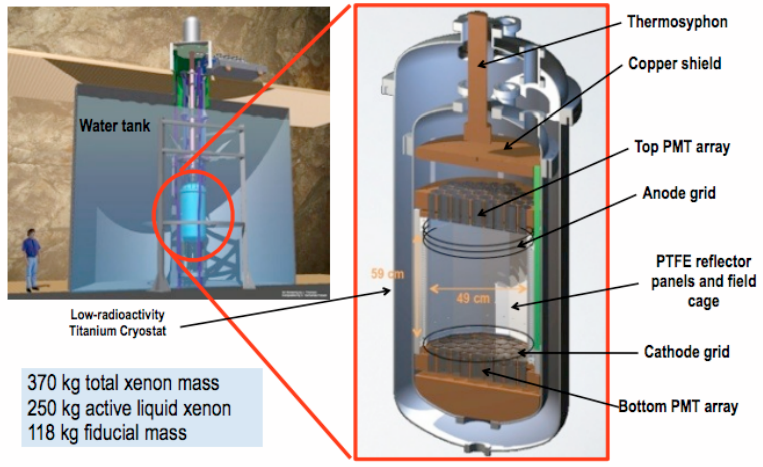 Water tank
Low-radioactivity
Titanium Cryostat
370 kg total xenon mass
250 kg active liquid xenon
118 kg fiducial mass
Thermosyphon
Copper shield
Top PMT array
Anode grid
59 cm
49 cm
PTFE reflector
panels and field
cage
Cathode grid
Bottom PMT array